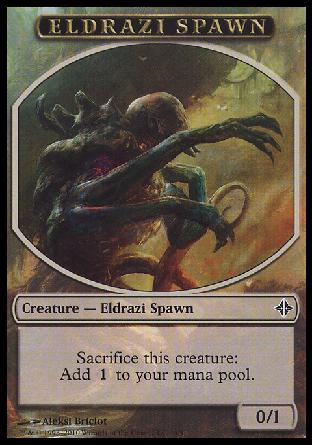 ELDRAZI SPAWN
Creature — Eldrazi Spawn
Sacrifice this creature:
Add 1 to your mana pool.
Aleksi Briclot
0/1